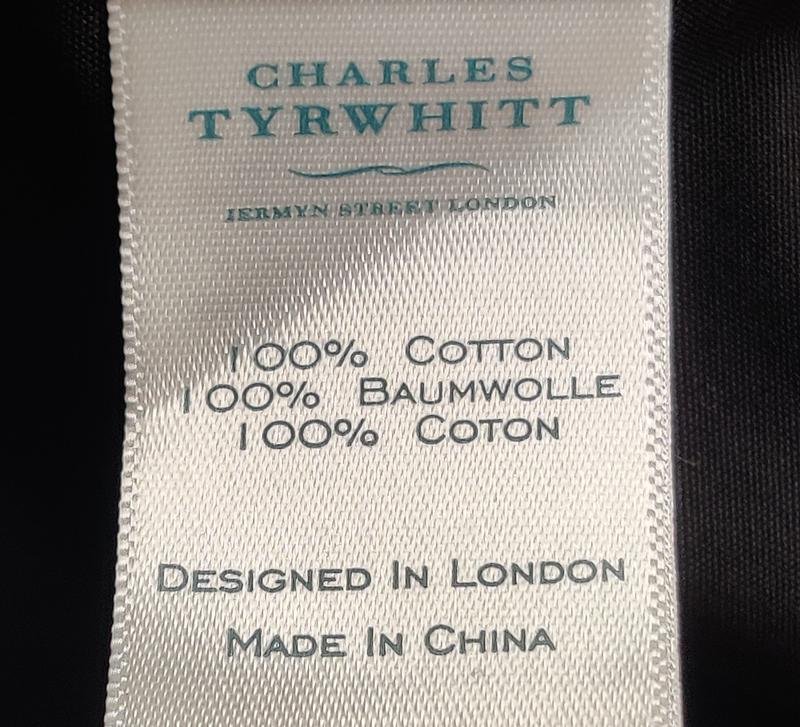 CHARLES
TYRWHITT
JERMYN STREET LONDON
100% COTTON
100% BAUMWOLLE
100% COTON
DESIGNED IN LONDON
MADE IN CHINA